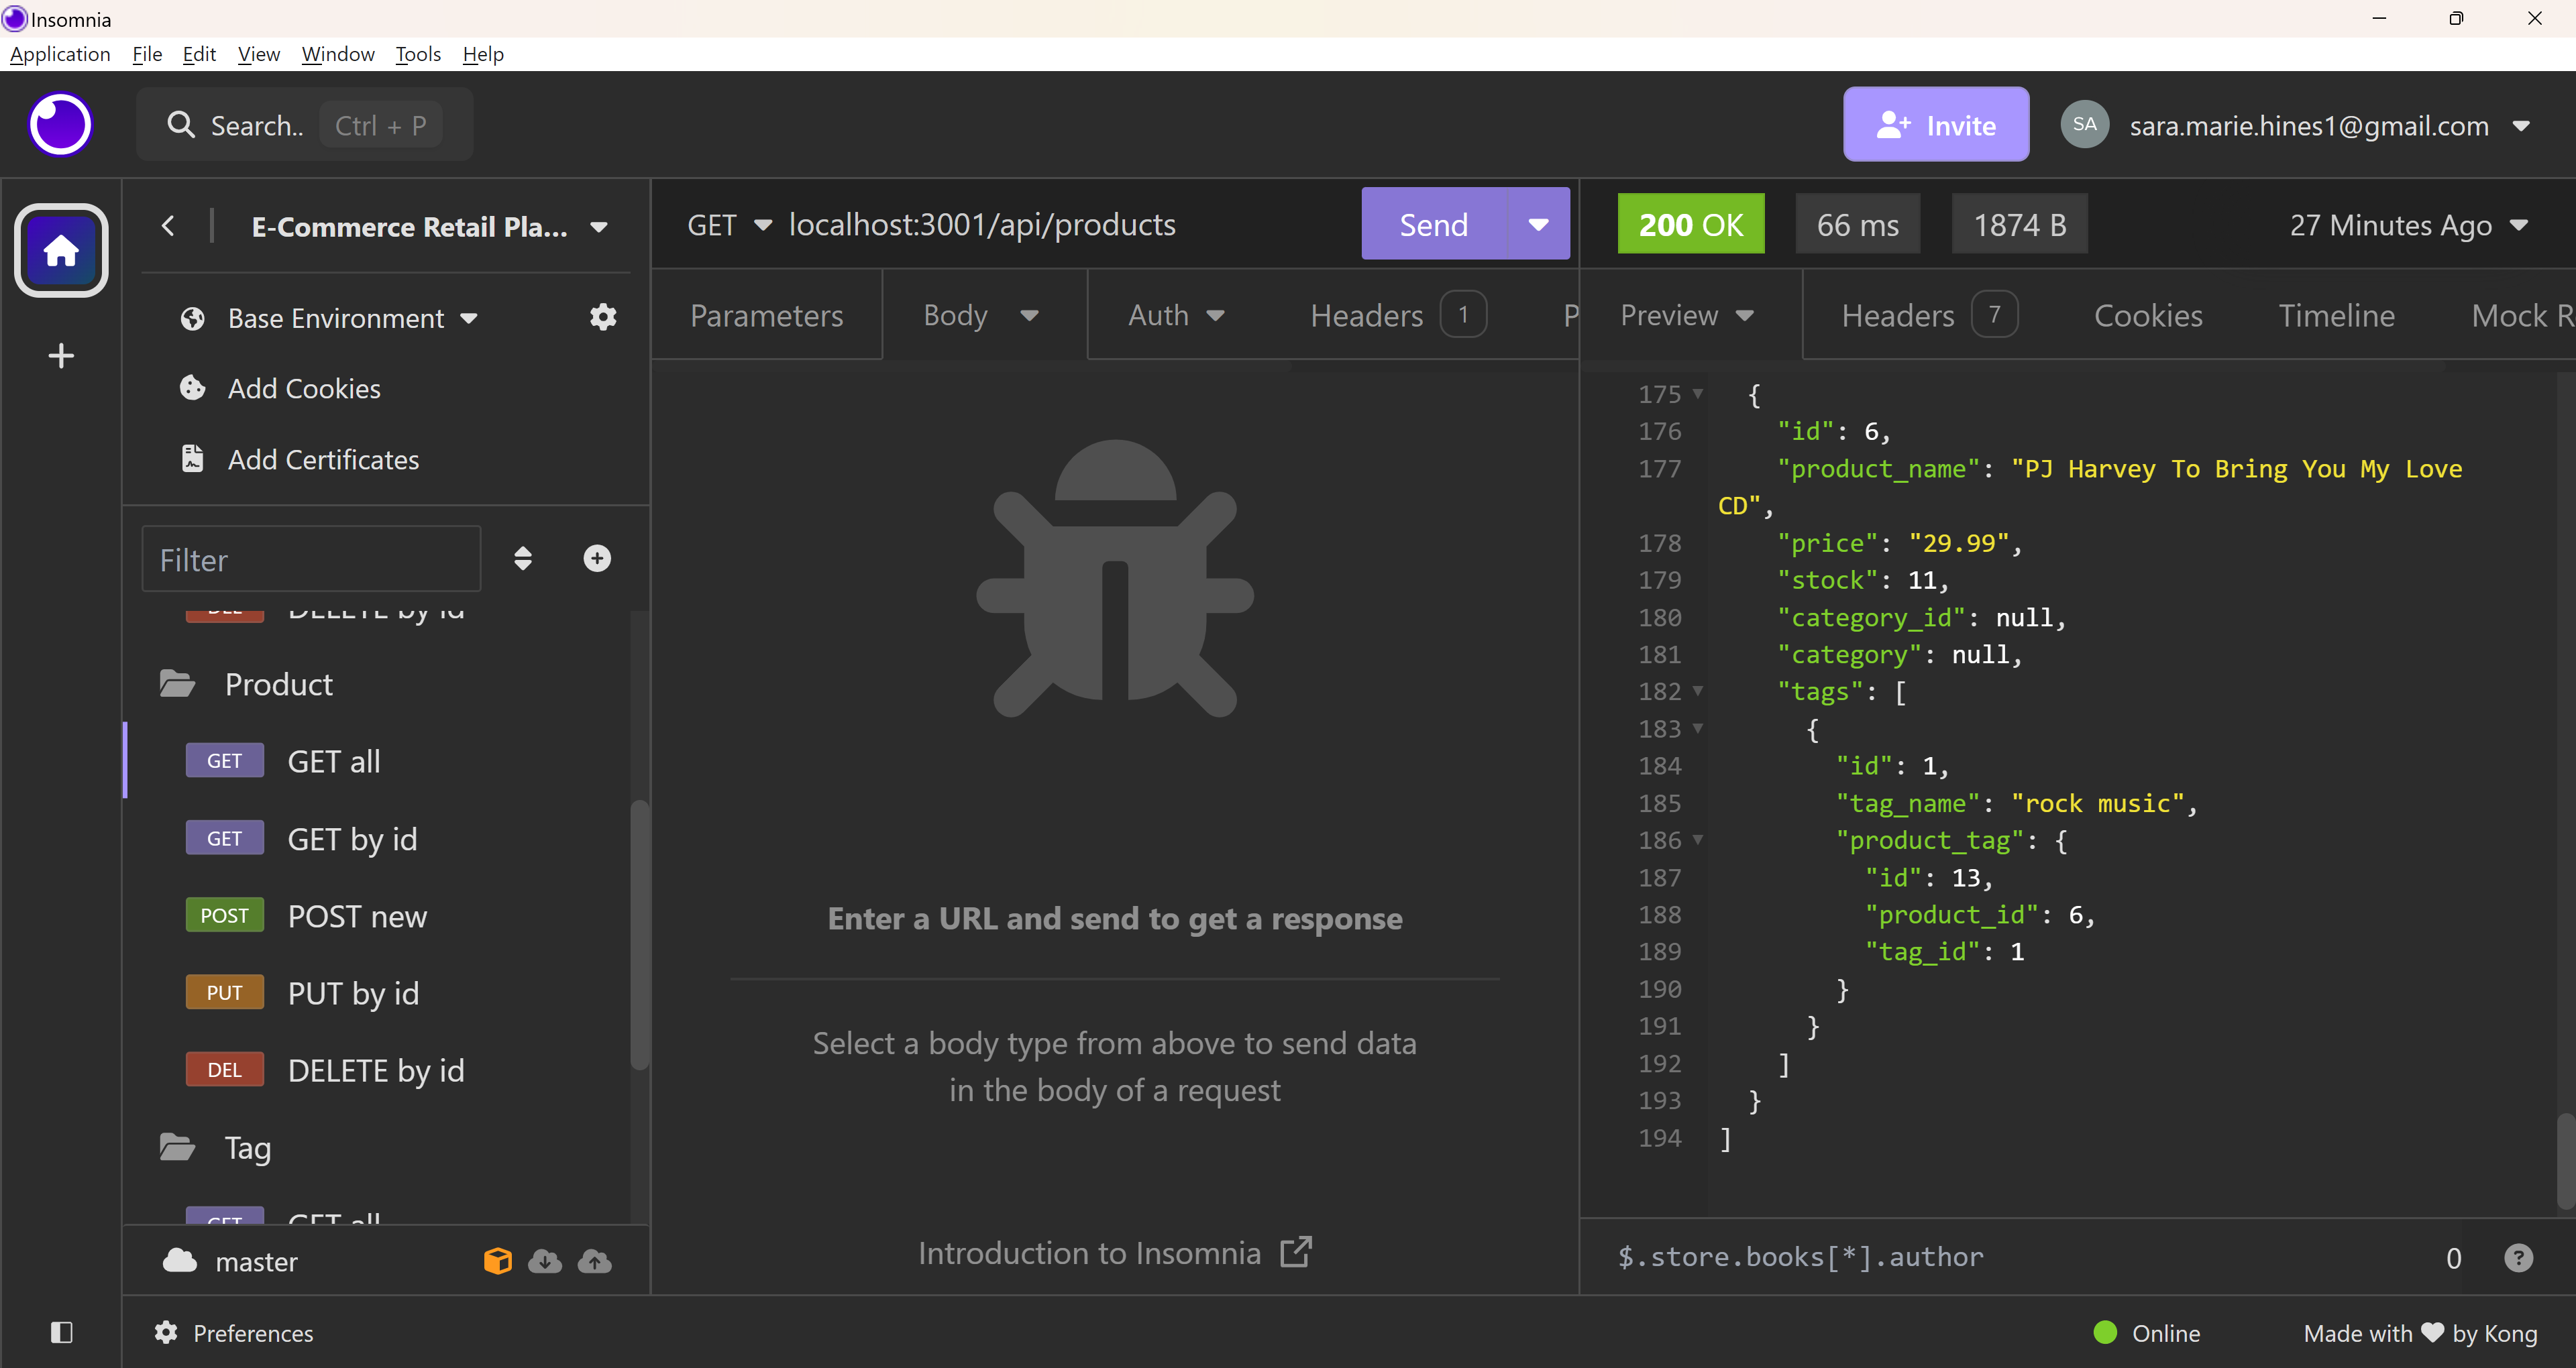 Insomnia
Application File Edit View Window Tools Help
Search.. Ctrl + P
Invite
SA sara.marie.hines1@gmail.com
E-Commerce Retail Pla...
Base Environment
Add Cookies
Add Certificates
Filter
DEL DELETE by id
Product
GET GET all
GET GET by id
POST POST new
PUT PUT by id
DEL DELETE by id
Tag
GET GET all
master
Preferences
GET localhost:3001/api/products
Send
Parameters Body Auth Headers 1 P
Enter a URL and send to get a response
Select a body type from above to send data
in the body of a request
Introduction to Insomnia
200 OK 66 ms 1874 B 27 Minutes Ago
Preview Headers 7 Cookies Timeline Mock R
175 {
176 "id": 6,
177 "product_name": "PJ Harvey To Bring You My Love
CD",
178 "price": "29.99",
179 "stock": 11,
180 "category_id": null,
181 "category": null,
182 "tags": [
183 {
184 "id": 1,
185 "tag_name": "rock music",
186 "product_tag": {
187 "id": 13,
188 "product_id": 6,
189 "tag_id": 1
190 }
191 }
192 ]
193 }
194 ]
$.store.books[*].author 0 ?
Online Made with ♥ by Kong